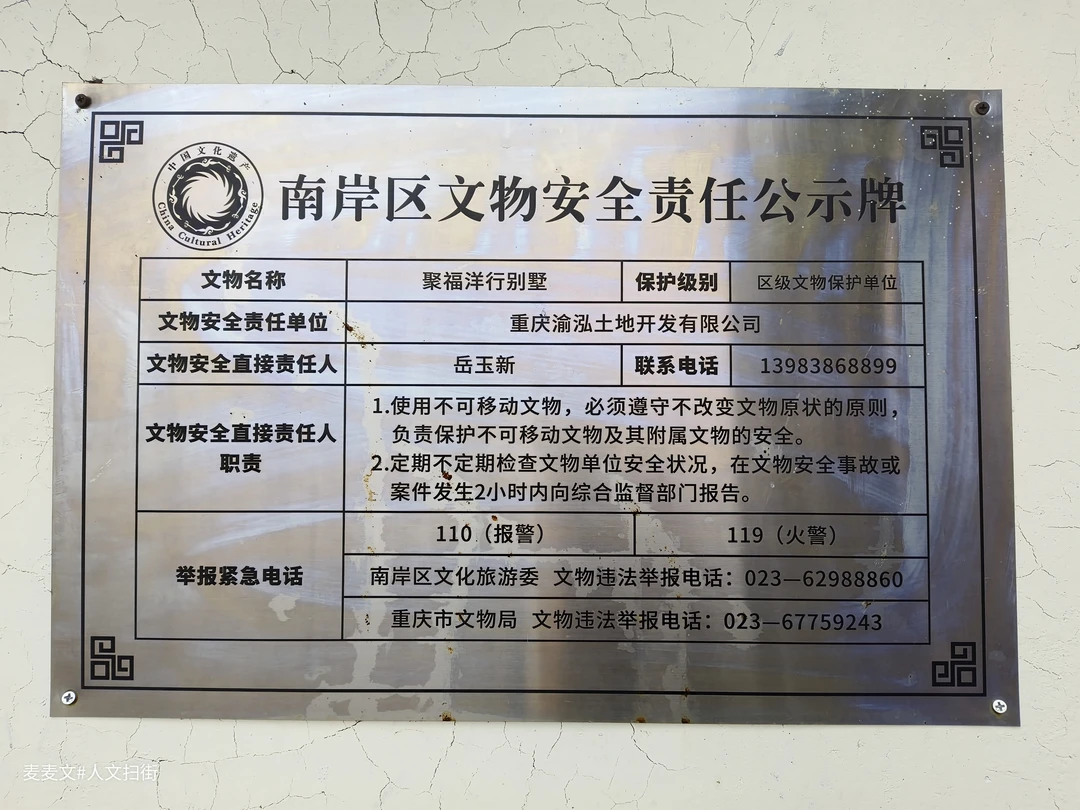 中国文化遗产
China Cultural Heritage
南岸区文物安全责任公示牌
文物名称 聚福洋行别墅 保护级别 区级文物保护单位
文物安全责任单位 重庆渝泓土地开发有限公司
文物安全直接责任人 岳玉新 联系电话 13983868899
文物安全直接责任人
职责
1.使用不可移动文物，必须遵守不改变文物原状的原则，
负责保护不可移动文物及其附属文物的安全。
2.定期不定期检查文物单位安全状况，在文物安全事故或
案件发生2小时内向综合监督部门报告。
举报紧急电话
110（报警） 119（火警）
南岸区文化旅游委 文物违法举报电话：023—62988860
重庆市文物局 文物违法举报电话：023—67759243
麦麦文#人文扫街